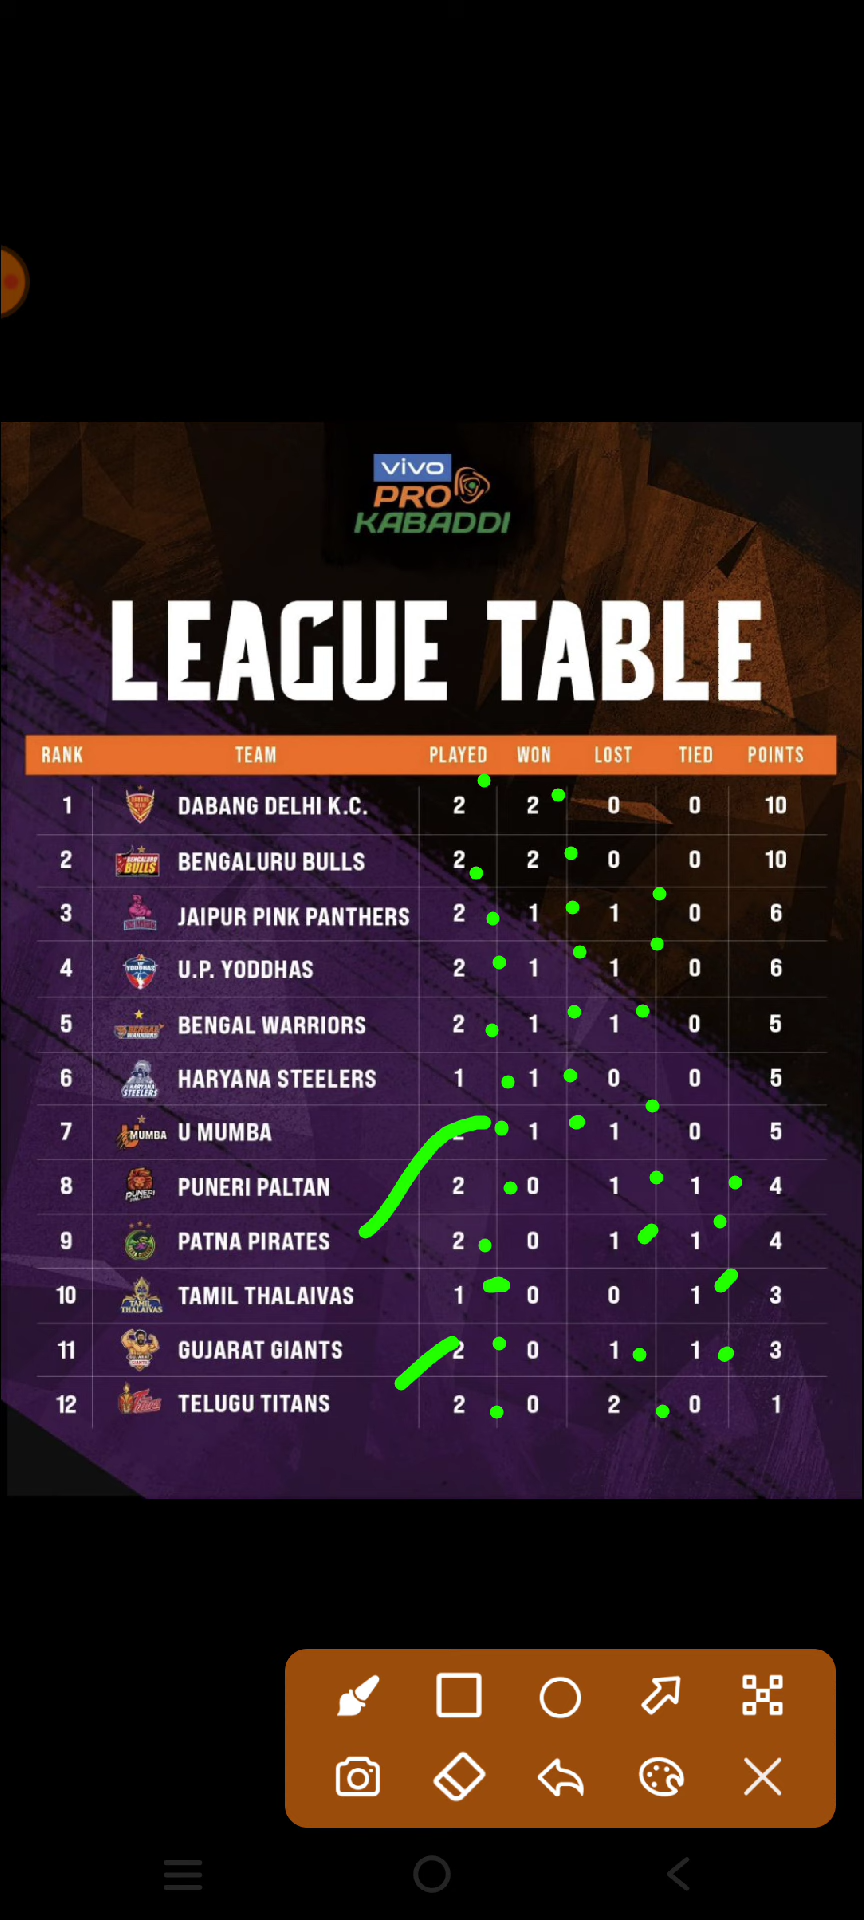 vivo
PRO
KABADDI
LEAGUE TABLE
RANK TEAM PLAYED WON LOST TIED POINTS
1 DABANG DELHI K.C. 2 2 0 0 10
2 BENGALURU BULLS 2 2 0 0 10
3 JAIPUR PINK PANTHERS 2 1 1 0 6
4 U.P. YODDHAS 2 1 1 0 6
5 BENGAL WARRIORS 2 1 1 0 5
6 HARYANA STEELERS 1 1 0 0 5
7 U MUMBA 1 1 0 5
8 PUNERI PALTAN 2 0 1 1 4
9 PATNA PIRATES 2 0 1 1 4
10 TAMIL THALAIVAS 1 0 0 1 3
11 GUJARAT GIANTS 2 0 1 1 3
12 TELUGU TITANS 2 0 2 0 1